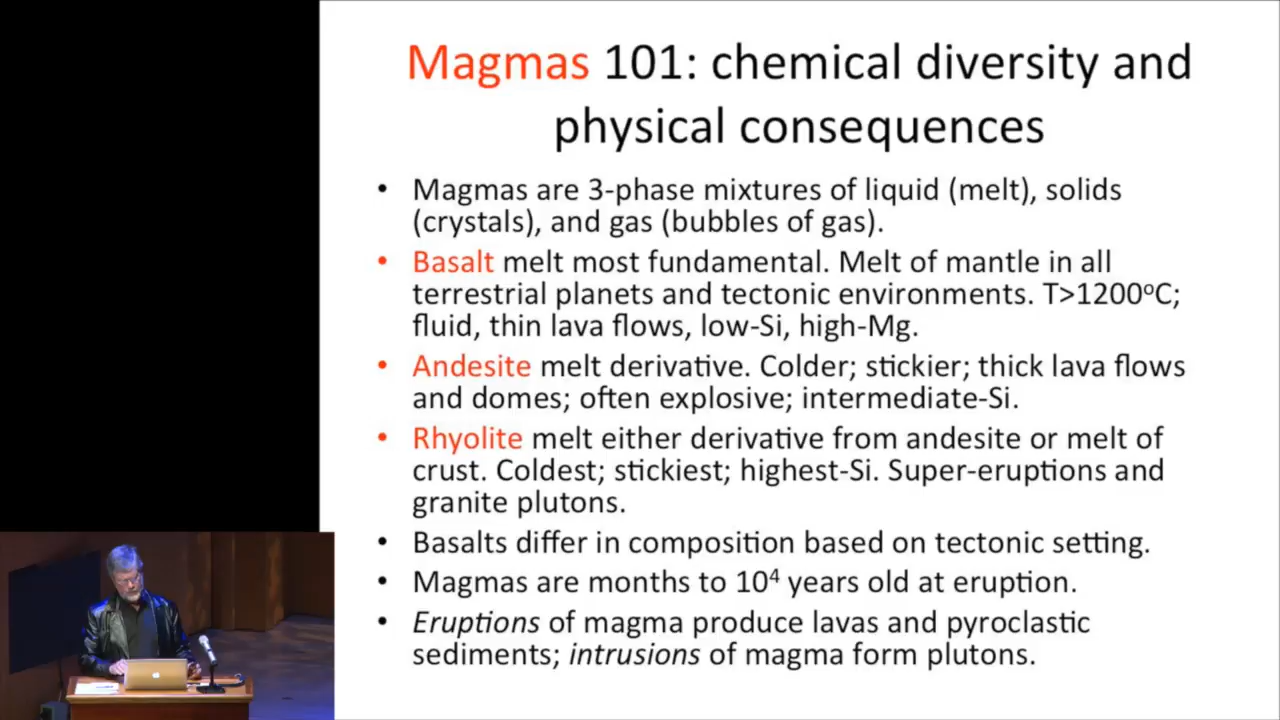 Magmas 101: chemical diversity and
physical consequences
• Magmas are 3-phase mixtures of liquid (melt), solids
(crystals), and gas (bubbles of gas).
• Basalt melt most fundamental. Melt of mantle in all
terrestrial planets and tectonic environments. T>1200ºC;
fluid, thin lava flows, low-Si, high-Mg.
• Andesite melt derivative. Colder; stickier; thick lava flows
and domes; often explosive; intermediate-Si.
• Rhyolite melt either derivative from andesite or melt of
crust. Coldest; stickiest; highest-Si. Super-eruptions and
granite plutons.
• Basalts differ in composition based on tectonic setting.
• Magmas are months to 10⁴ years old at eruption.
• Eruptions of magma produce lavas and pyroclastic
sediments; intrusions of magma form plutons.